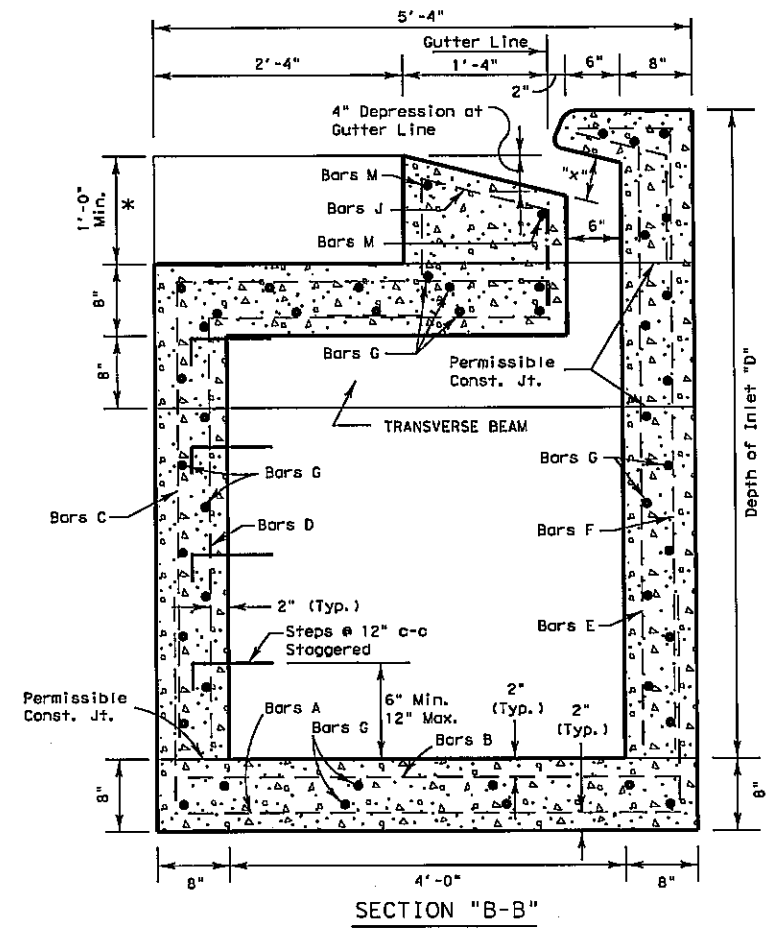 5'-4"
Gutter Line
2'-4"
1'-4"
6"
8"
2"
4" Depression at
Gutter Line
Bars M
"x"
1'-0"
Min.
*
Bars J
Bars M
6"
8"
Bars G
Permissible
Const. Jt.
8"
TRANSVERSE BEAM
Depth of Inlet "D"
Bars G
Bars G
Bars C
Bars D
Bars F
2" (Typ.)
Bars E
Steps @ 12" c-c
Staggered
Permissible
Const. Jt.
6" Min.
12" Max.
2"
(Typ.)
2"
(Typ.)
Bars A
Bars G
Bars B
8"
8"
8"
4'-0"
8"
SECTION "B-B"